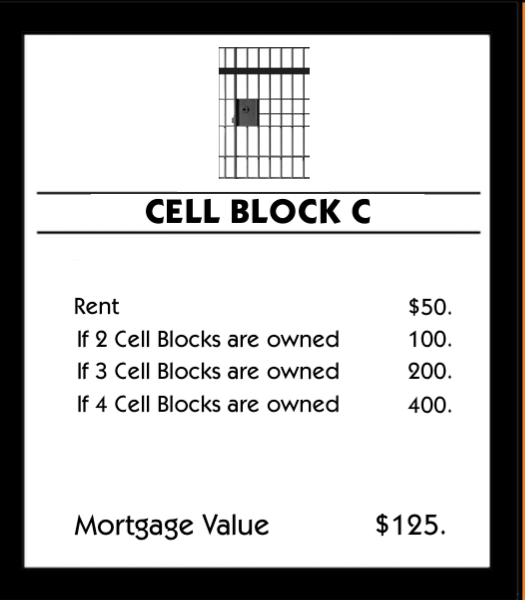 CELL BLOCK C
Rent $50.
If 2 Cell Blocks are owned 100.
If 3 Cell Blocks are owned 200.
If 4 Cell Blocks are owned 400.
Mortgage Value $125.